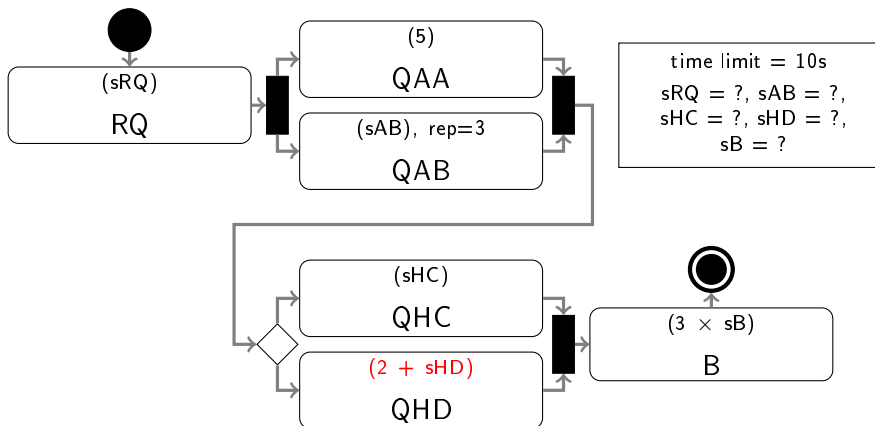 (sRQ)
RQ
(5)
QAA
(sAB), rep=3
QAB
time limit = 10s
sRQ = ?, sAB = ?,
sHC = ?, sHD = ?,
sB = ?
(sHC)
QHC
(2 + sHD)
QHD
(3 × sB)
B